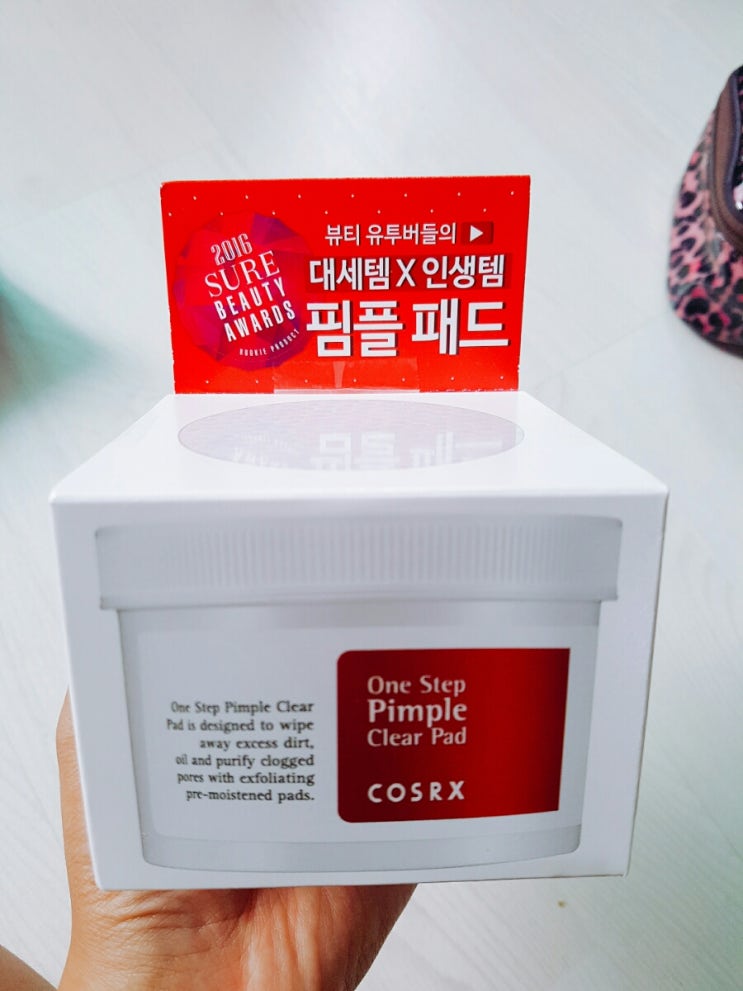 2016
SURE
BEAUTY
AWARDS
ROOKIE PRODUCT
뷰티 유투버들의
대세템 X 인생템
핌플 패드
One Step Pimple Clear
Pad is designed to wipe
away excess dirt,
oil and purify clogged
pores with exfoliating
pre-moistened pads.
One Step
Pimple
Clear Pad
COSRX